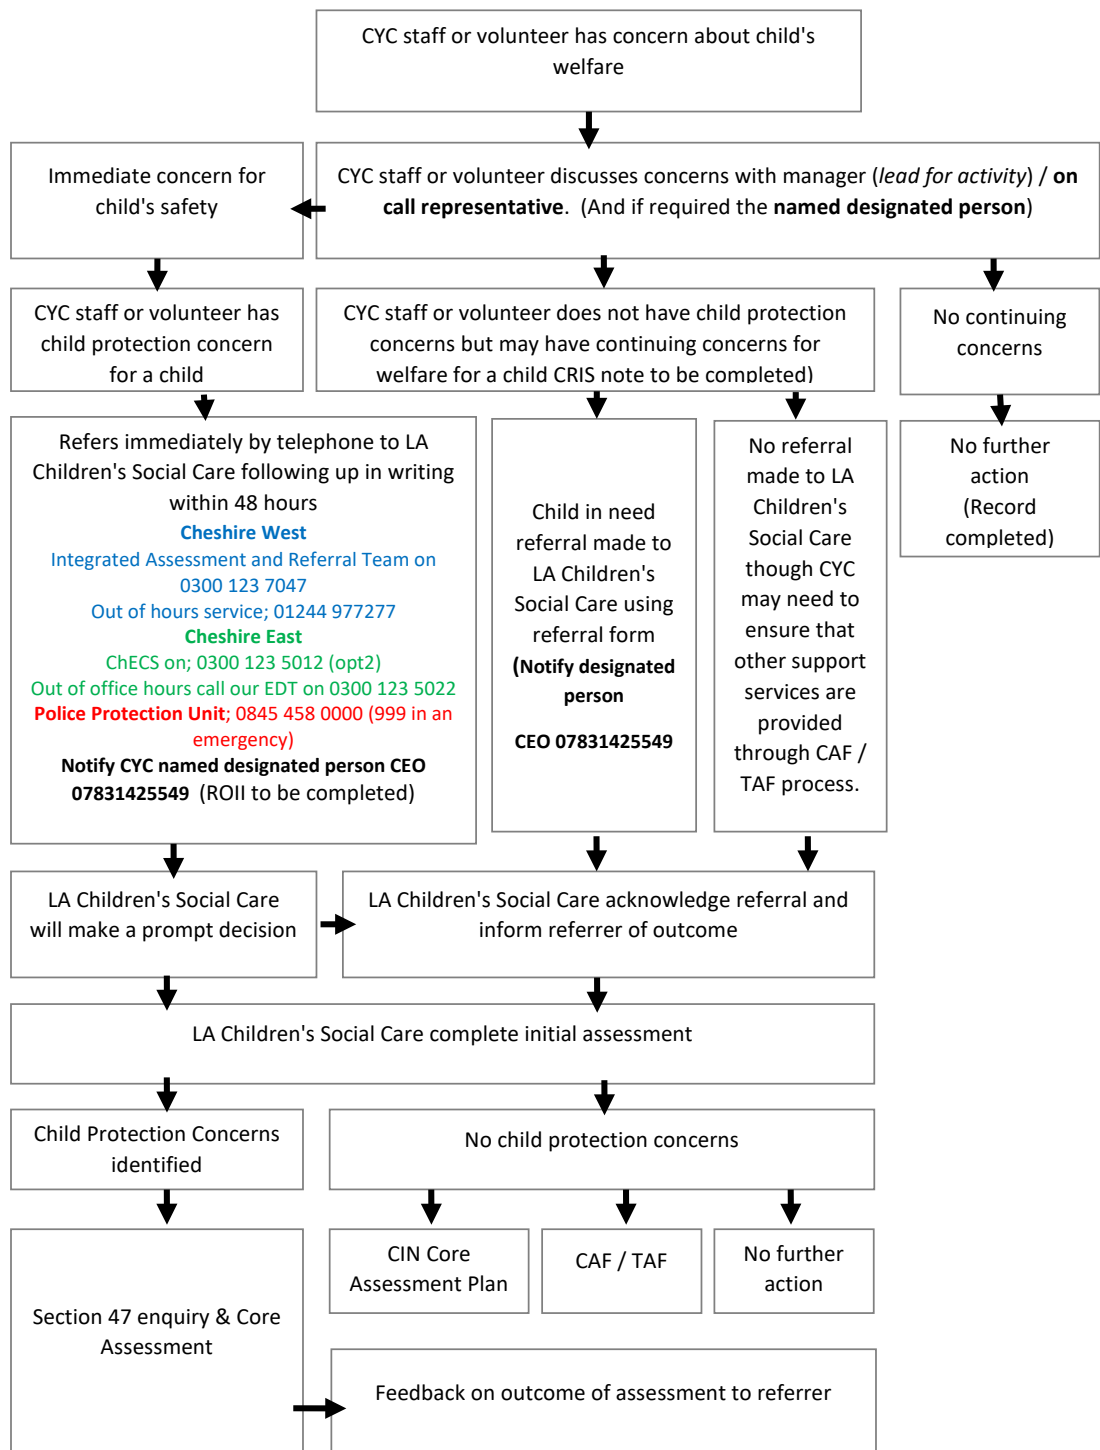 CYC staff or volunteer has concern about child's
welfare
Immediate concern for
child's safety
CYC staff or volunteer discusses concerns with manager (lead for activity) / on
call representative.  (And if required the named designated person)
CYC staff or volunteer has
child protection concern
for a child
CYC staff or volunteer does not have child protection
concerns but may have continuing concerns for
welfare for a child CRIS note to be completed)
No continuing
concerns
Refers immediately by telephone to LA
Children's Social Care following up in writing
within 48 hours
Cheshire West
Integrated Assessment and Referral Team on
0300 123 7047
Out of hours service; 01244 977277
Cheshire East
ChECS on; 0300 123 5012 (opt2)
Out of office hours call our EDT on 0300 123 5022
Police Protection Unit; 0845 458 0000 (999 in an
emergency)
Notify CYC named designated person CEO
07831425549  (ROII to be completed)
Child in need
referral made to
LA Children's
Social Care using
referral form
(Notify designated
person
CEO 07831425549
No referral
made to LA
Children's
Social Care
though CYC
may need to
ensure that
other support
services are
provided
through CAF /
TAF process.
No further
action
(Record
completed)
LA Children's Social Care
will make a prompt decision
LA Children's Social Care acknowledge referral and
inform referrer of outcome
LA Children's Social Care complete initial assessment
Child Protection Concerns
identified
No child protection concerns
CIN Core
Assessment Plan
CAF / TAF
No further
action
Section 47 enquiry & Core
Assessment
Feedback on outcome of assessment to referrer